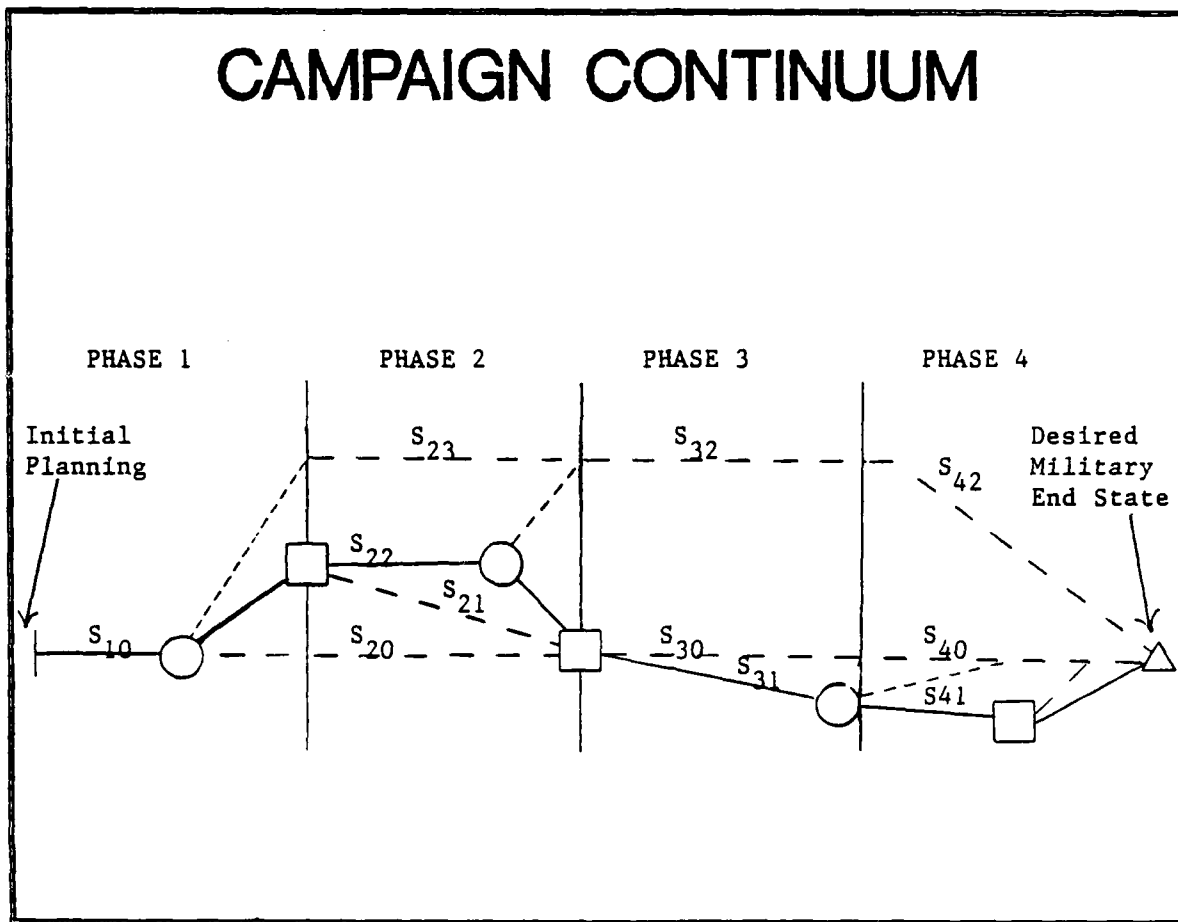 CAMPAIGN CONTINUUM
PHASE 1
PHASE 2
PHASE 3
PHASE 4
Initial
Planning
Desired
Military
End State
S23
S32
S42
S22
S21
S10
S20
S30
S31
S40
S41